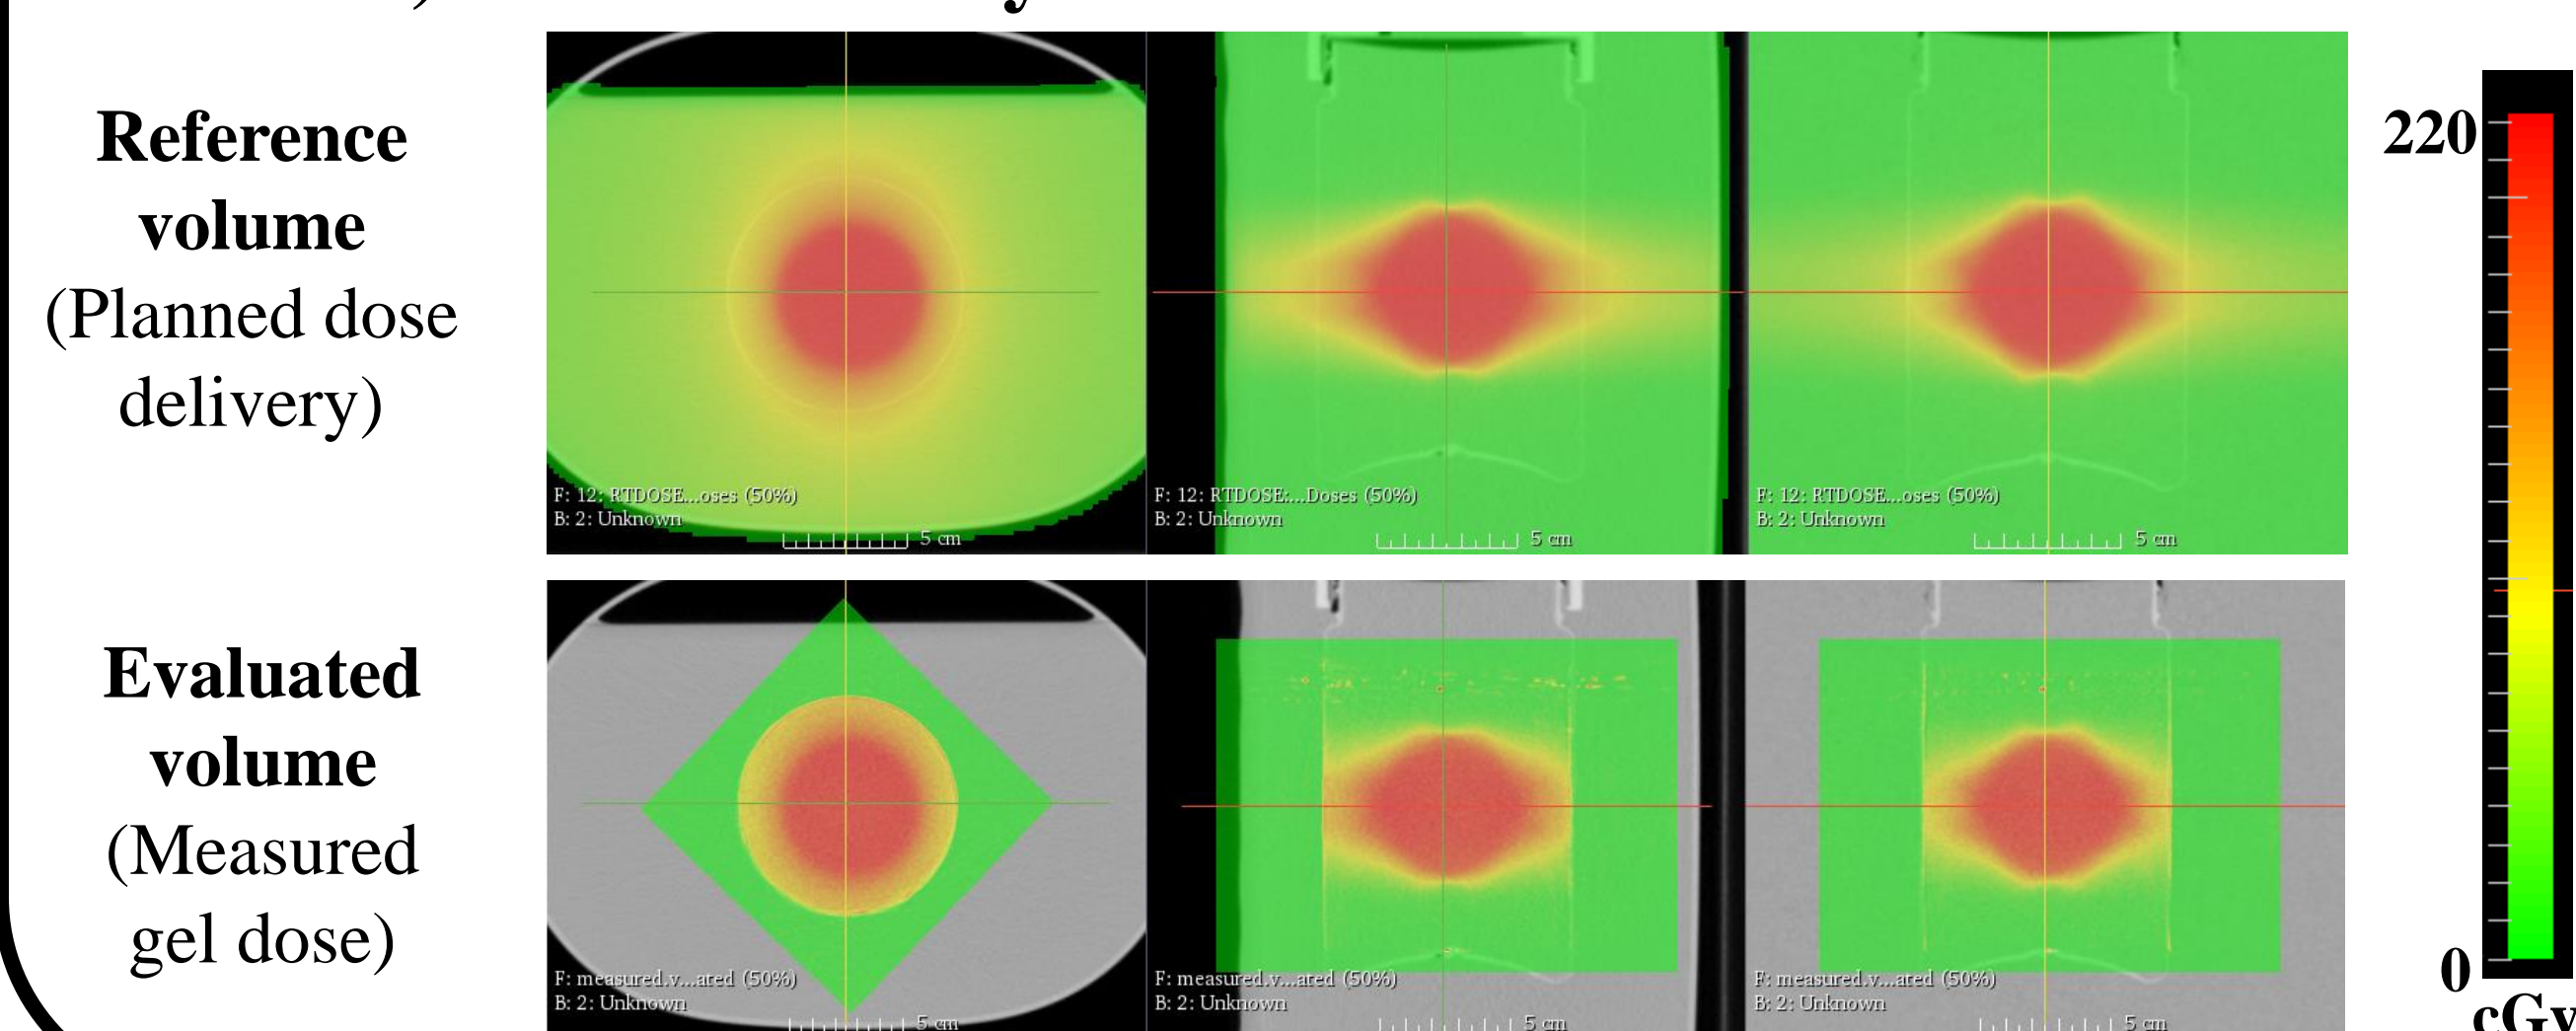 Reference
volume
(Planned dose
delivery)
F: 12: RTDOSE...oses (50%)
B: 2: Unknown
5 cm
F: 12: RTDOSE:...Doses (50%)
B: 2: Unknown
5 cm
F: 12: RTDOSE...oses (50%)
B: 2: Unknown
5 cm
220
Evaluated
volume
(Measured
gel dose)
F: measured.v...ated (50%)
B: 2: Unknown
5 cm
F: measured.v...ated (50%)
B: 2: Unknown
5 cm
F: measured.v...ated (50%)
B: 2: Unknown
5 cm
0
cGy